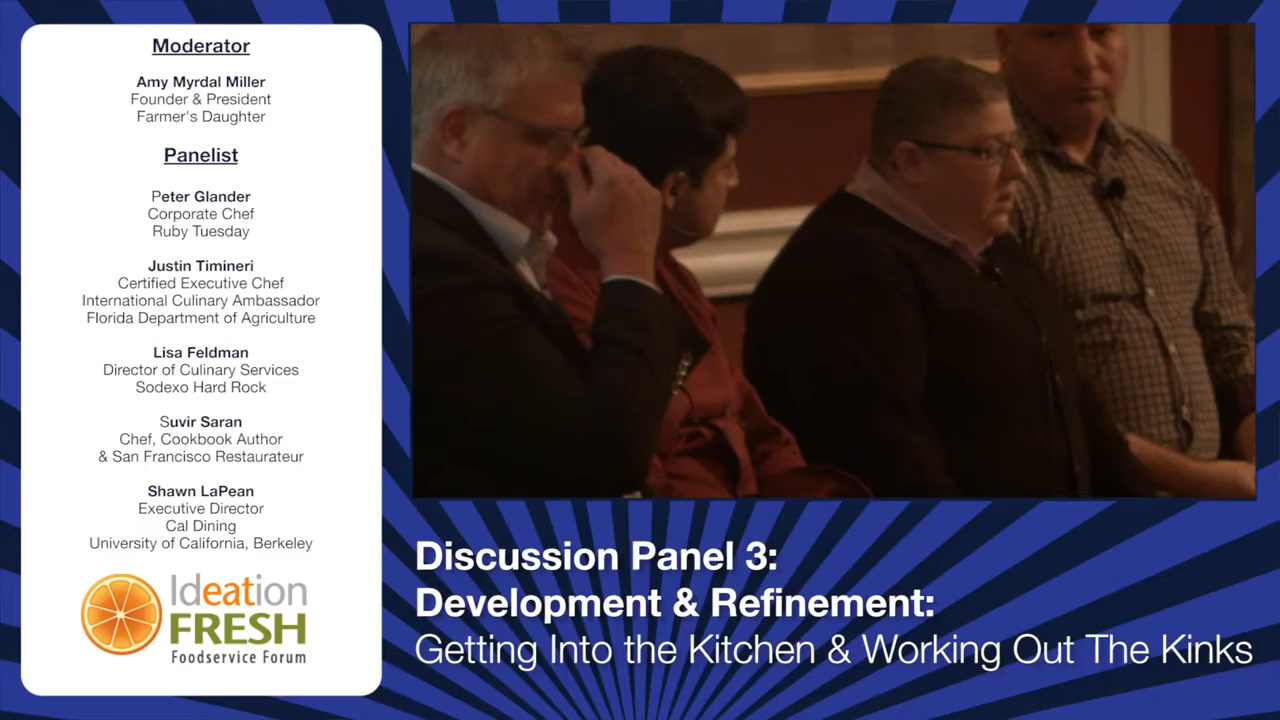 Moderator
Amy Myrdal Miller
Founder & President
Farmer's Daughter
Panelist
Peter Glander
Corporate Chef
Ruby Tuesday
Justin Timineri
Certified Executive Chef
International Culinary Ambassador
Florida Department of Agriculture
Lisa Feldman
Director of Culinary Services
Sodexo Hard Rock
Suvir Saran
Chef, Cookbook Author
& San Francisco Restaurateur
Shawn LaPean
Executive Director
Cal Dining
University of California, Berkeley
Ideation
FRESH
Foodservice Forum
Discussion Panel 3:
Development & Refinement:
Getting Into the Kitchen & Working Out The Kinks